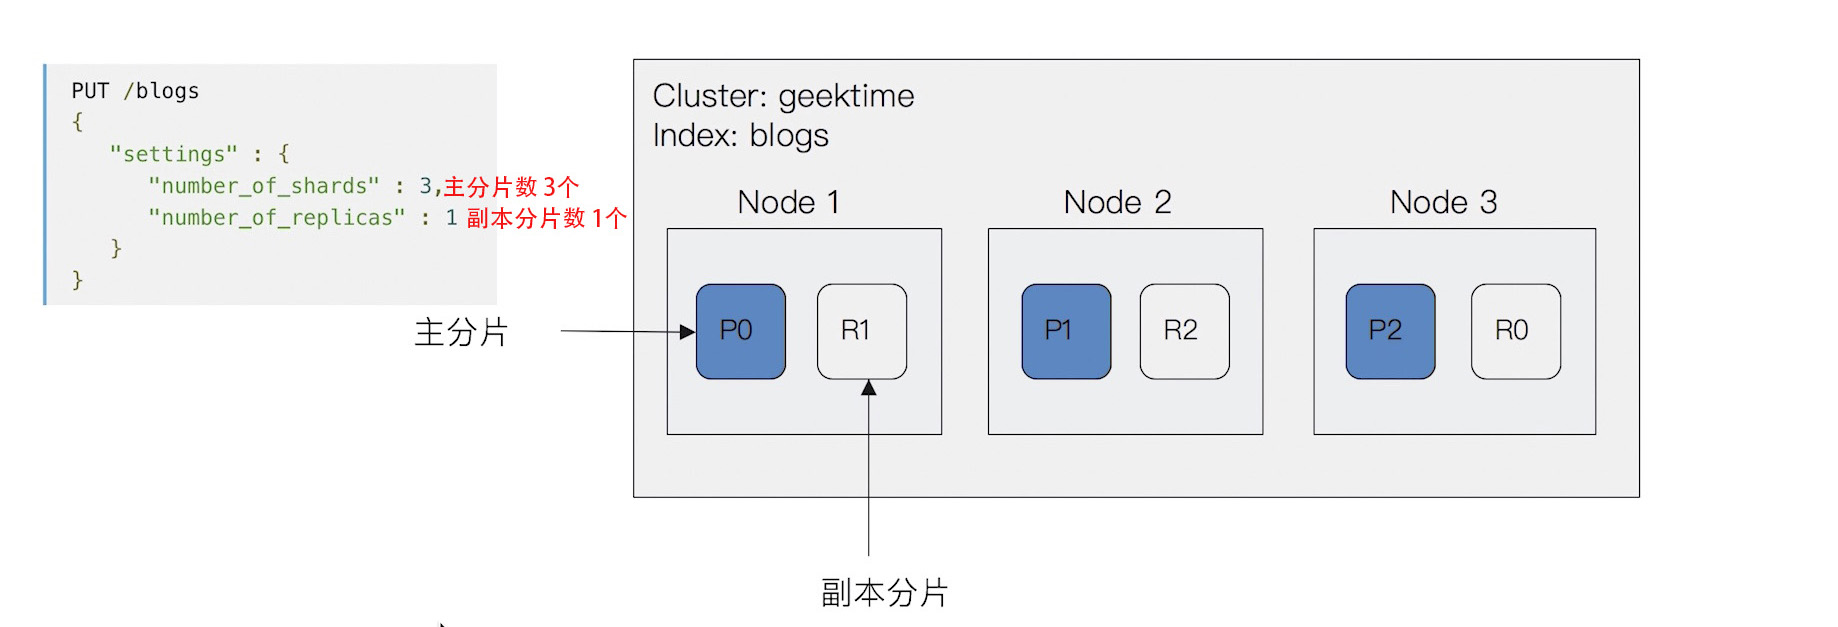 PUT /blogs
{
"settings" : {
"number_of_shards" : 3,主分片数 3个
"number_of_replicas" : 1 副本分片数 1个
}
}
主分片
Cluster: geektime
Index: blogs
Node 1
Node 2
Node 3
P0
R1
P1
R2
P2
R0
副本分片